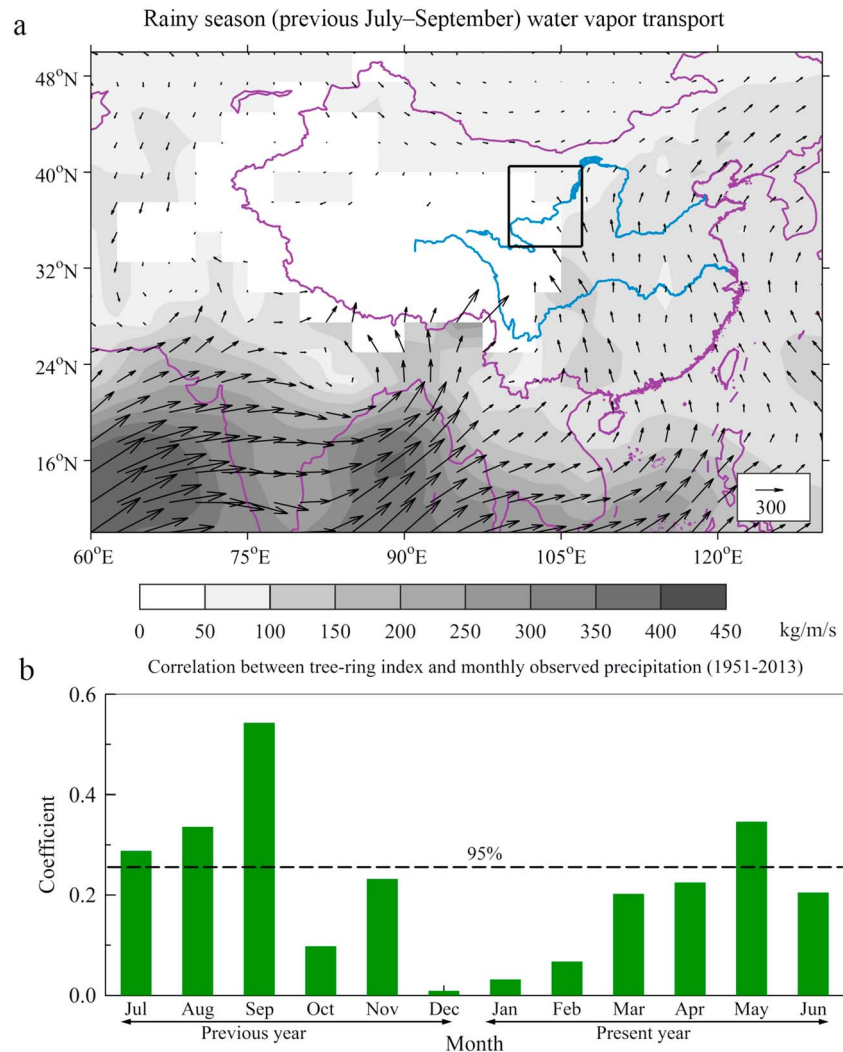 a
Rainy season (previous July–September) water vapor transport
48°N
40°N
32°N
24°N
16°N
300
60°E 75°E 90°E 105°E 120°E
0 50 100 150 200 250 300 350 400 450 kg/m/s
b
Correlation between tree-ring index and monthly observed precipitation (1951-2013)
0.6
0.4
0.2
0.0
Coefficient
95%
Jul Aug Sep Oct Nov Dec Jan Feb Mar Apr May Jun
Previous year Present year
Month